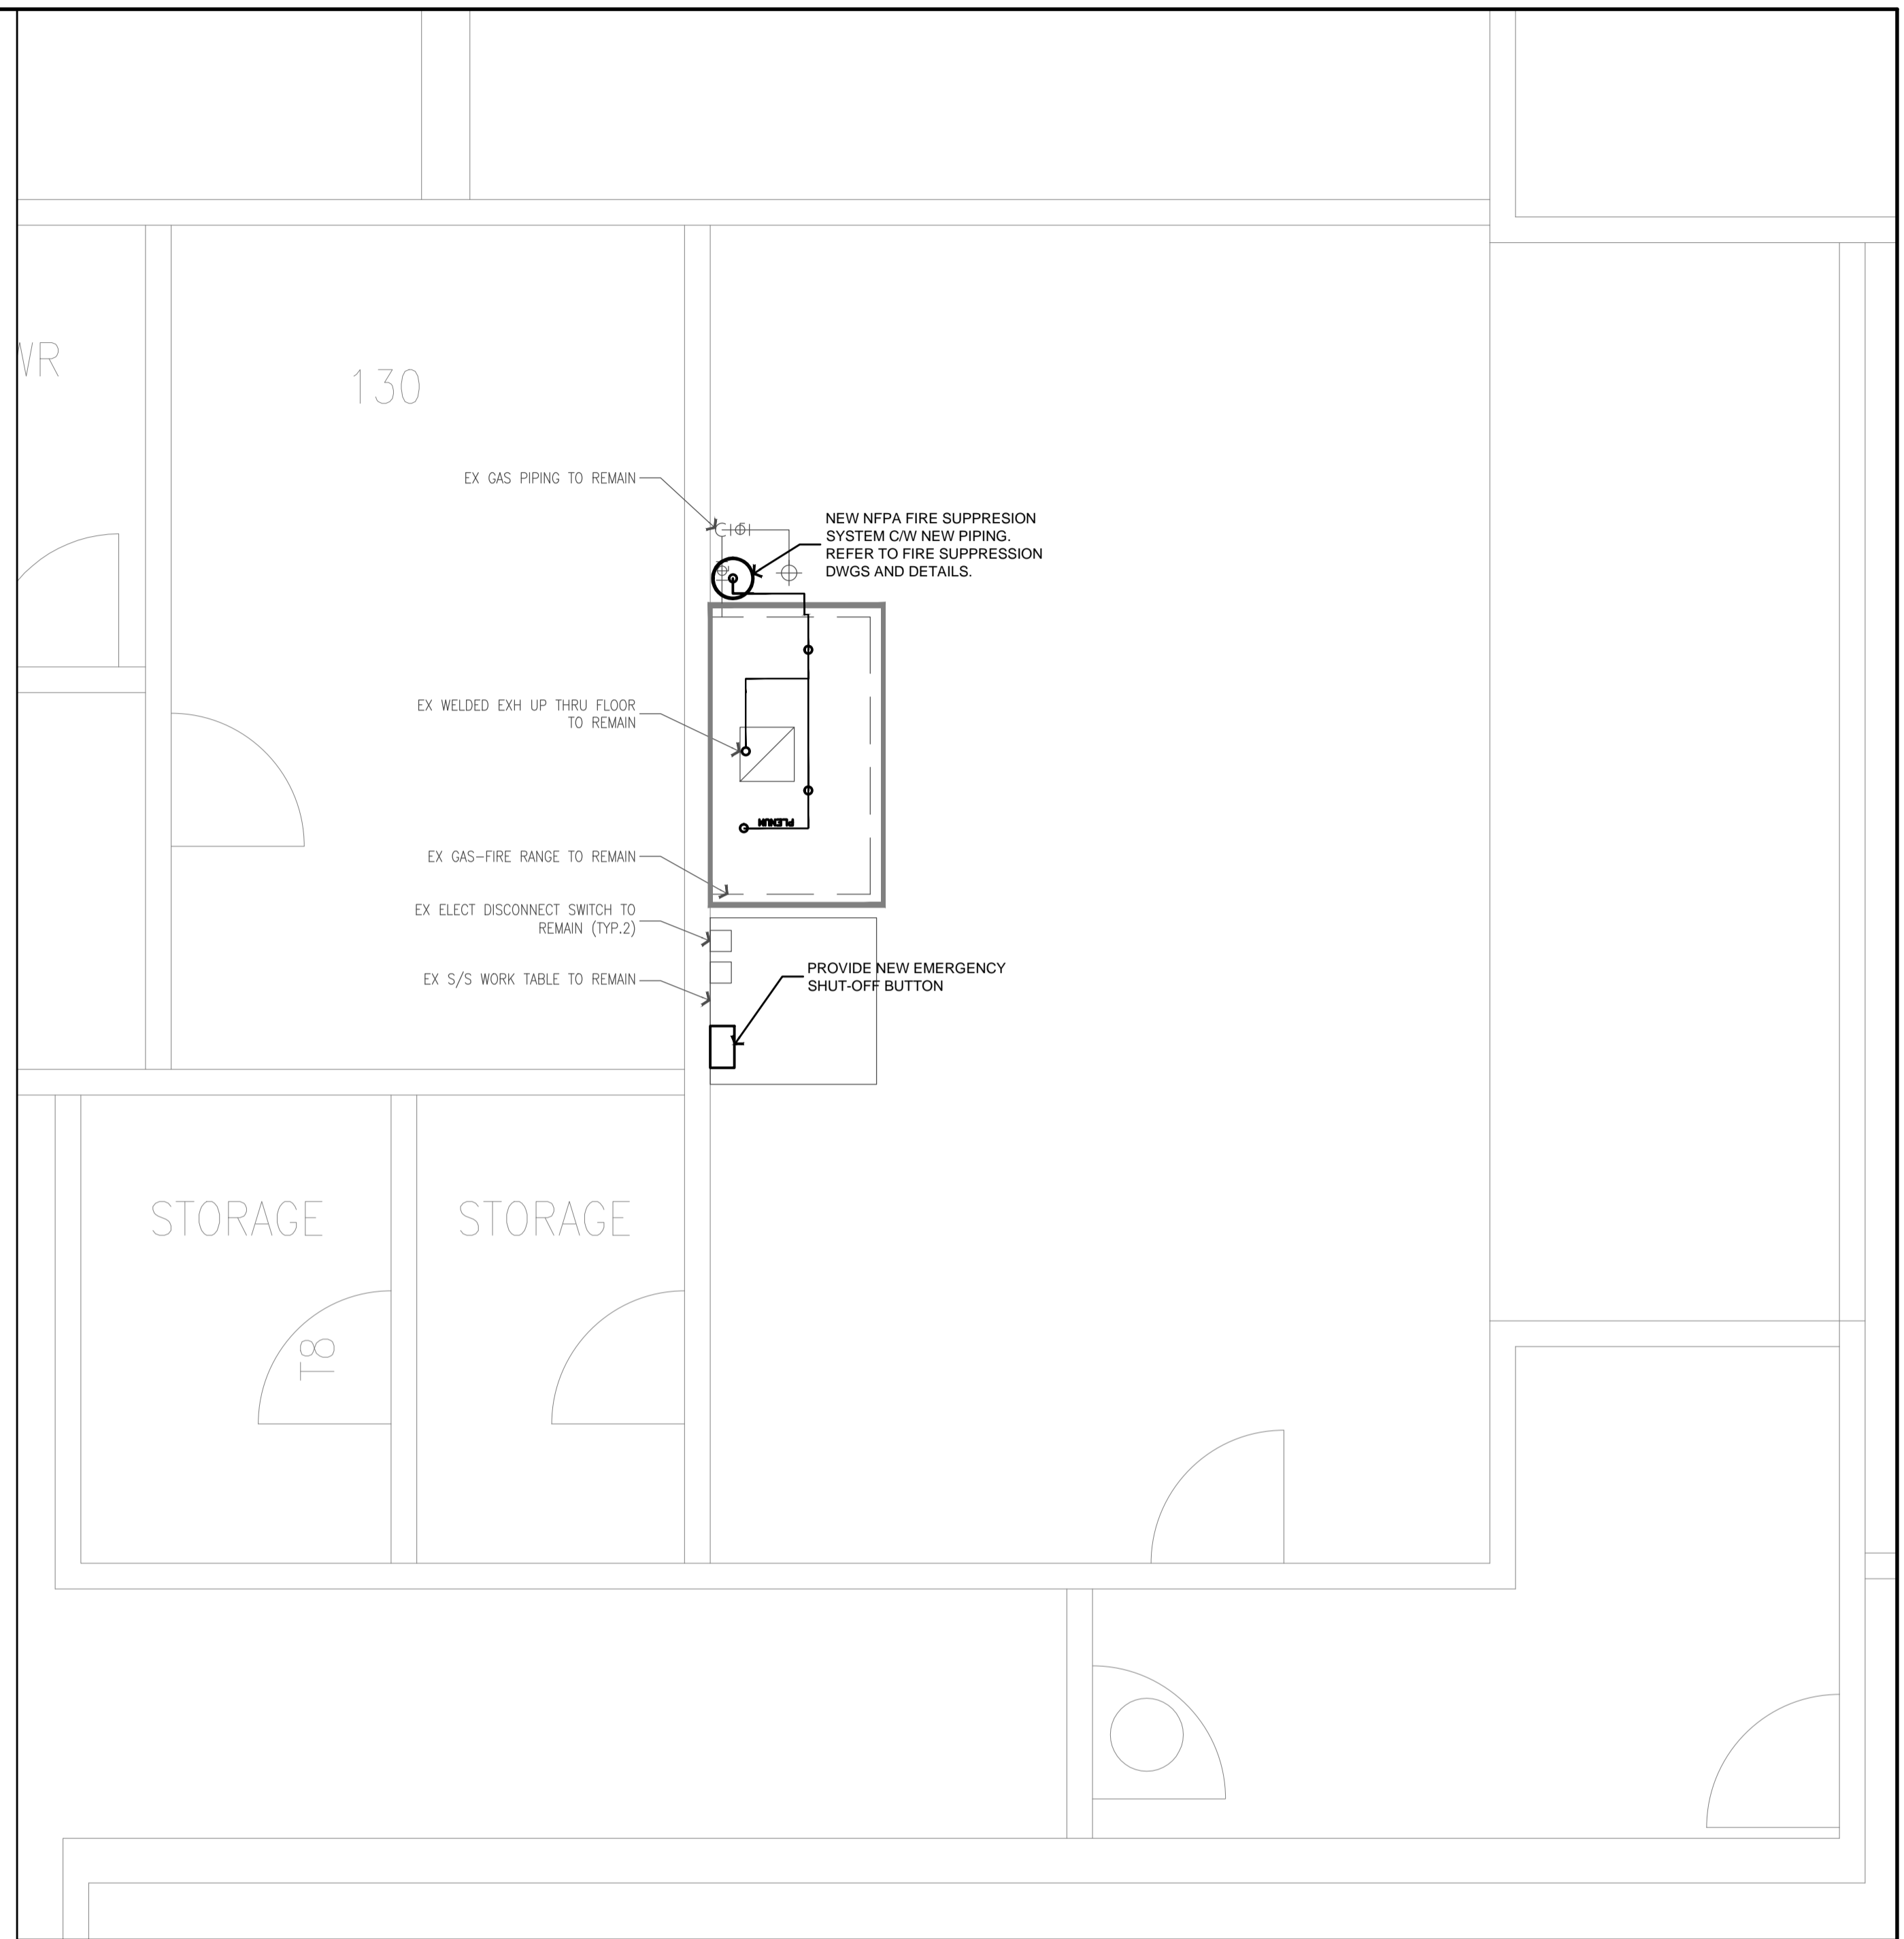 WR
130
EX GAS PIPING TO REMAIN
NEW NFPA FIRE SUPPRESION
SYSTEM C/W NEW PIPING.
REFER TO FIRE SUPPRESSION
DWGS AND DETAILS.
EX WELDED EXH UP THRU FLOOR
TO REMAIN
PLENUM
EX GAS-FIRE RANGE TO REMAIN
EX ELECT DISCONNECT SWITCH TO
REMAIN (TYP.2)
EX S/S WORK TABLE TO REMAIN
PROVIDE NEW EMERGENCY
SHUT-OFF BUTTON
STORAGE
STORAGE
T8